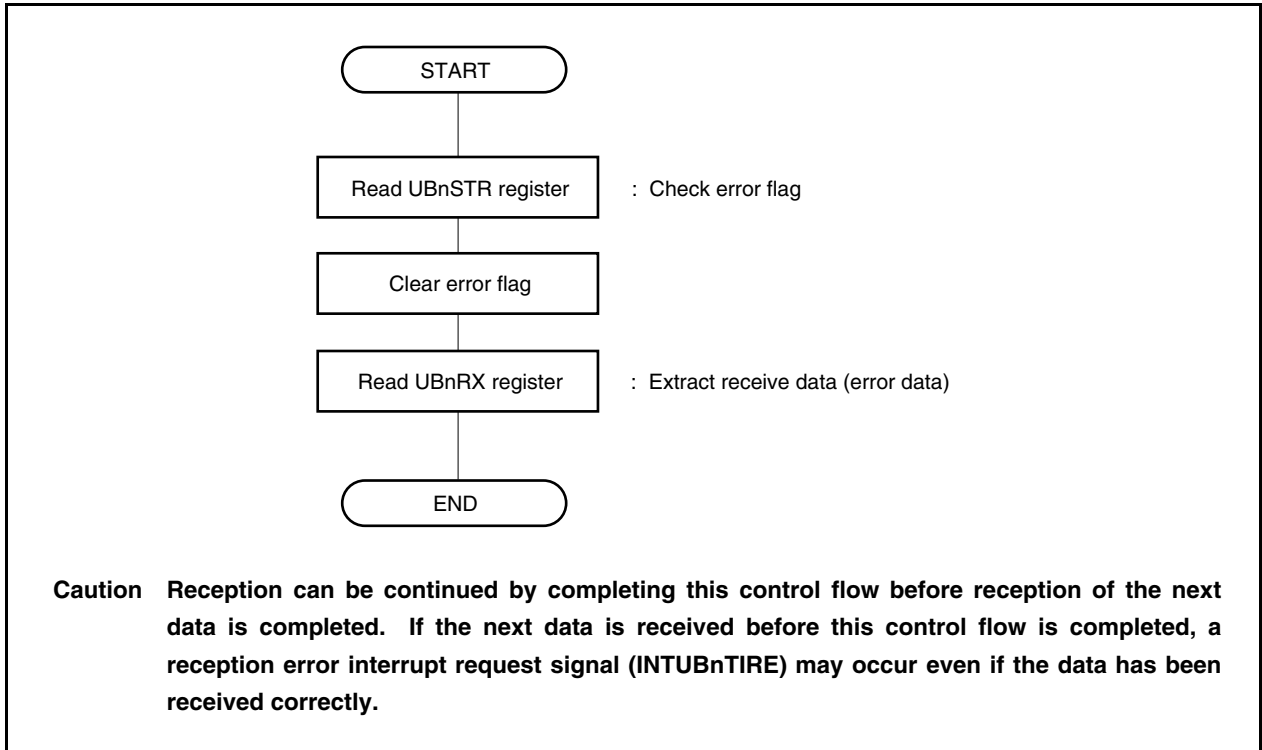 START
Read UBnSTR register : Check error flag
Clear error flag
Read UBnRX register : Extract receive data (error data)
END
Caution Reception can be continued by completing this control flow before reception of the next
data is completed. If the next data is received before this control flow is completed, a
reception error interrupt request signal (INTUBnTIRE) may occur even if the data has been
received correctly.